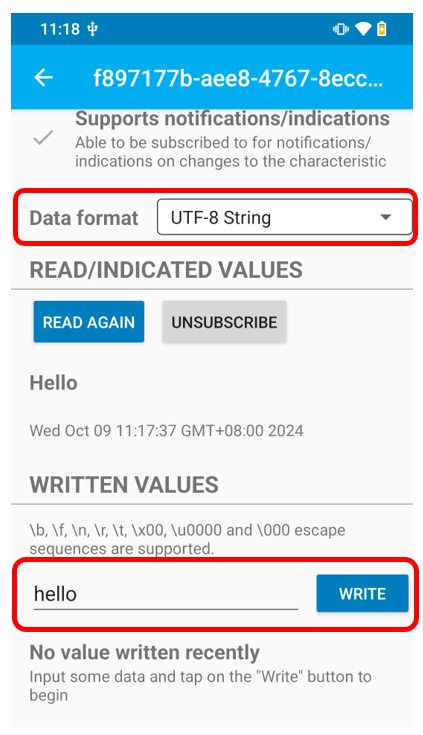 11:18
f897177b-aee8-4767-8ecc...
Supports notifications/indications
Able to be subscribed to for notifications/
indications on changes to the characteristic
Data format
UTF-8 String
READ/INDICATED VALUES
READ AGAIN
UNSUBSCRIBE
Hello
Wed Oct 09 11:17:37 GMT+08:00 2024
WRITTEN VALUES
\b, \f, \n, \r, \t, \x00, \u0000 and \000 escape
sequences are supported.
hello
WRITE
No value written recently
Input some data and tap on the "Write" button to
begin